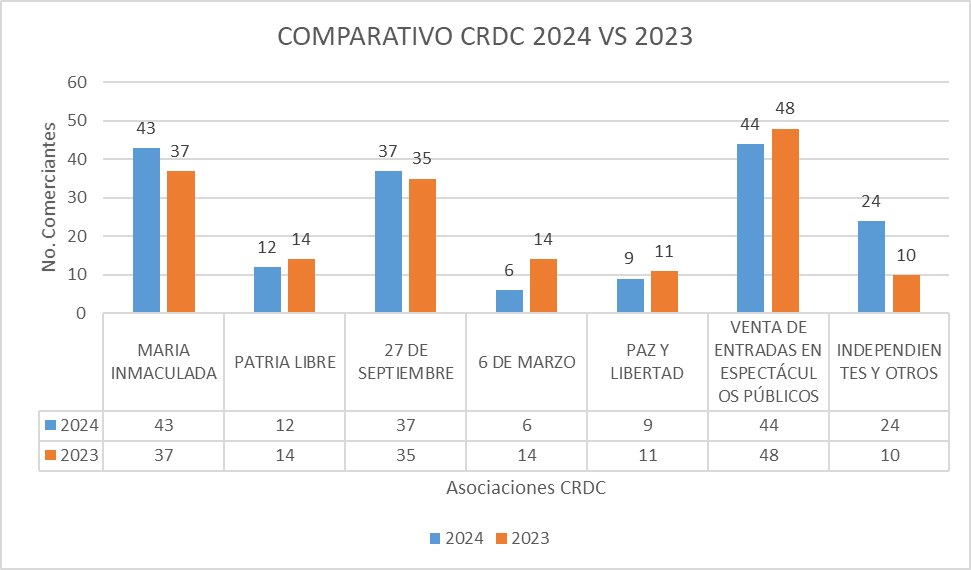 COMPARATIVO CRDC 2024 VS 2023
No. Comerciantes
60
50
40
30
20
10
0
43 37 12 14 37 35 6 14 9 11 44 48 24 10
MARIA
INMACULADA
PATRIA LIBRE
27 DE
SEPTIEMBRE
6 DE MARZO
PAZ Y
LIBERTAD
VENTA DE
ENTRADAS EN
ESPECTÁCUL
OS PÚBLICOS
INDEPENDIEN
TES Y OTROS
2024 43 12 37 6 9 44 24
2023 37 14 35 14 11 48 10
Asociaciones CRDC
2024 2023